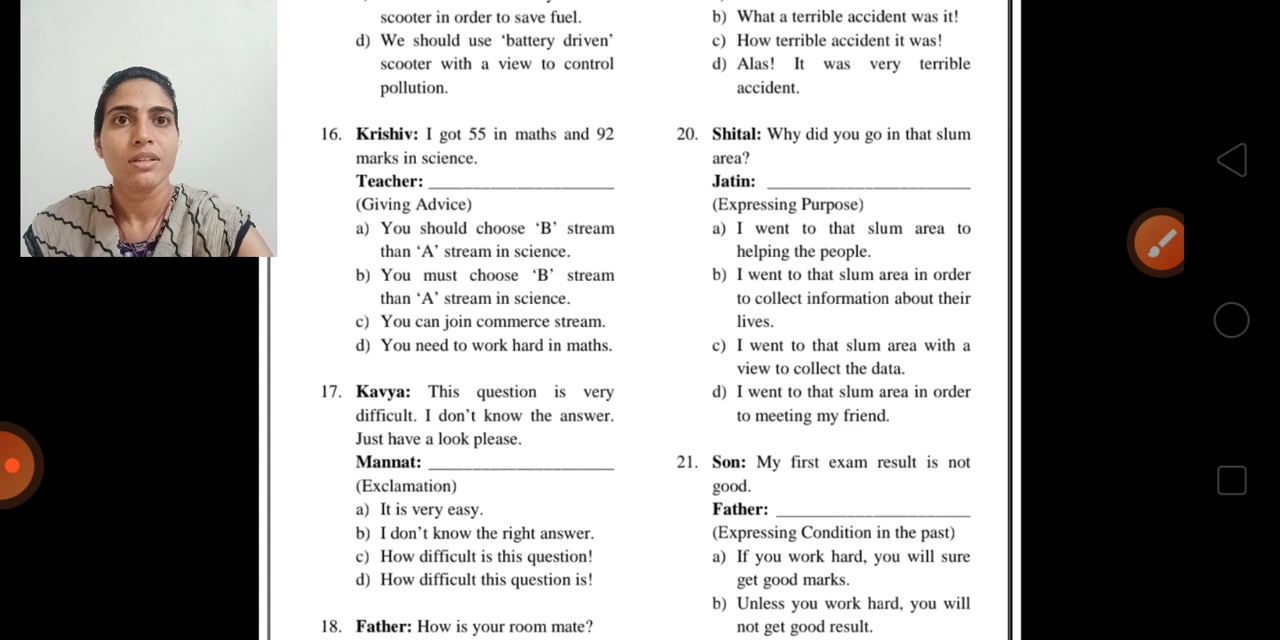 scooter in order to save fuel.
d) We should use ‘battery driven’
scooter with a view to control
pollution.
16. Krishiv: I got 55 in maths and 92
marks in science.
Teacher: ____________________
(Giving Advice)
a) You should choose ‘B’ stream
than ‘A’ stream in science.
b) You must choose ‘B’ stream
than ‘A’ stream in science.
c) You can join commerce stream.
d) You need to work hard in maths.
17. Kavya: This question is very
difficult. I don’t know the answer.
Just have a look please.
Mannat: ____________________
(Exclamation)
a) It is very easy.
b) I don’t know the right answer.
c) How difficult is this question!
d) How difficult this question is!
18. Father: How is your room mate?
b) What a terrible accident was it!
c) How terrible accident it was!
d) Alas! It was very terrible
accident.
20. Shital: Why did you go in that slum
area?
Jatin: ____________________
(Expressing Purpose)
a) I went to that slum area to
helping the people.
b) I went to that slum area in order
to collect information about their
lives.
c) I went to that slum area with a
view to collect the data.
d) I went to that slum area in order
to meeting my friend.
21. Son: My first exam result is not
good.
Father: ____________________
(Expressing Condition in the past)
a) If you work hard, you will sure
get good marks.
b) Unless you work hard, you will
not get good result.